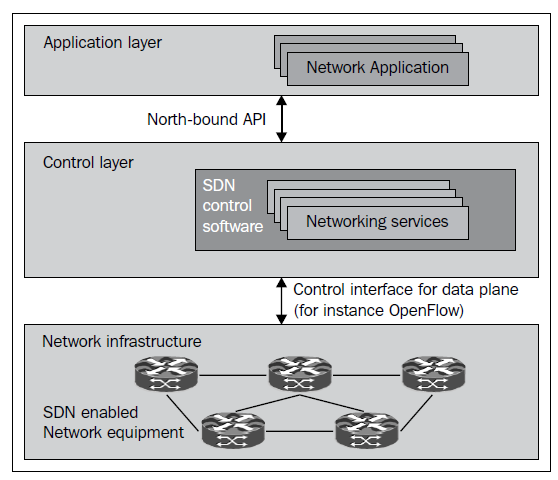 Application layer
Network Application
North-bound API
Control layer
SDN
control
software
Networking services
Control interface for data plane
(for instance OpenFlow)
Network infrastructure
SDN enabled
Network equipment